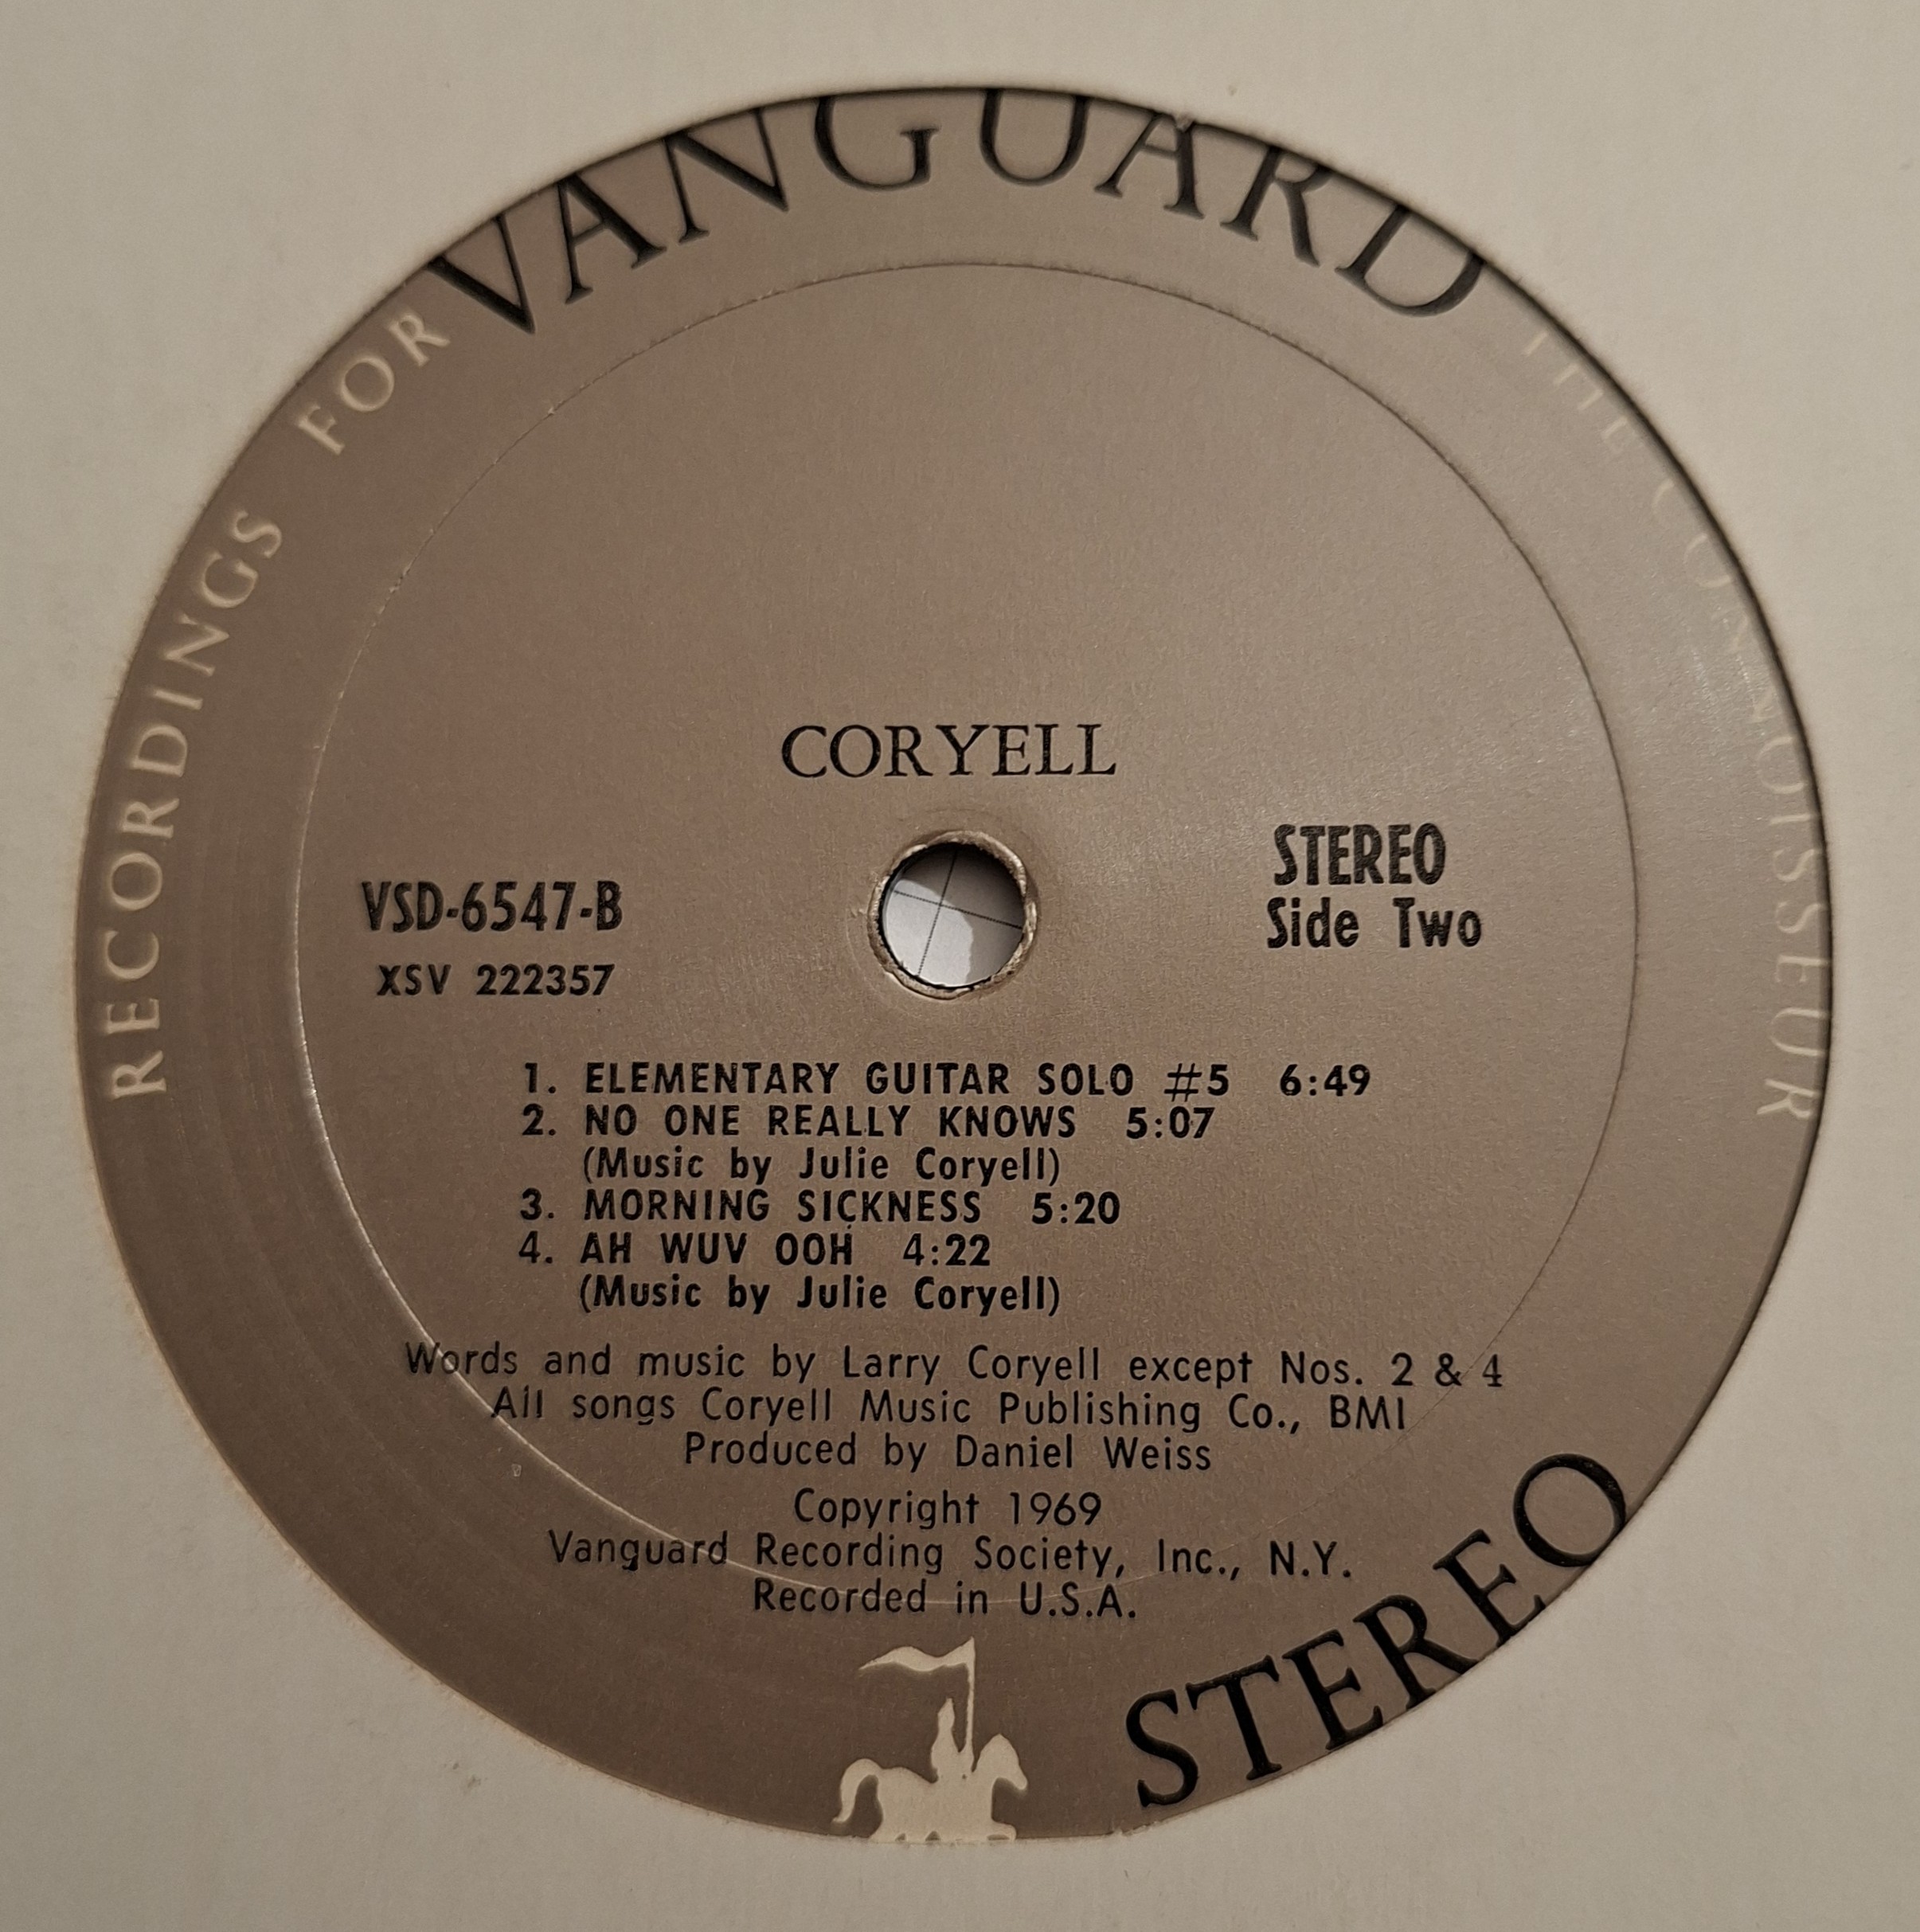 VANGUARD
RECORDINGS FOR THE CONNOISSEUR
CORYELL
VSD-6547-B
XSV 222357
STEREO
Side Two
1. ELEMENTARY GUITAR SOLO #5 6:49
2. NO ONE REALLY KNOWS 5:07
(Music by Julie Coryell)
3. MORNING SICKNESS 5:20
4. AH WUV OOH 4:22
(Music by Julie Coryell)
Words and music by Larry Coryell except Nos. 2 & 4
All songs Coryell Music Publishing Co., BMI
Produced by Daniel Weiss
Copyright 1969
Vanguard Recording Society, Inc., N.Y.
Recorded in U.S.A.
STEREO